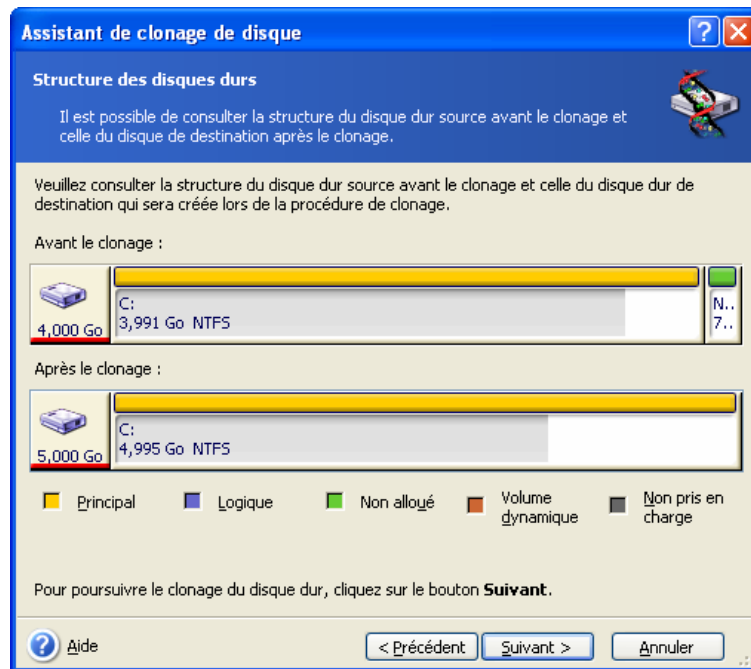 Assistant de clonage de disque
Structure des disques durs
Il est possible de consulter la structure du disque dur source avant le clonage et
celle du disque de destination après le clonage.
Veuillez consulter la structure du disque dur source avant le clonage et celle du disque dur de
destination qui sera créée lors de la procédure de clonage.
Avant le clonage :
4,000 Go
C:
3,991 Go NTFS
N..
7..
Après le clonage :
5,000 Go
C:
4,995 Go NTFS
Principal
Logique
Non alloué
Volume
dynamique
Non pris en
charge
Pour poursuivre le clonage du disque dur, cliquez sur le bouton Suivant.
? Aide
< Précédent
Suivant >
Annuler